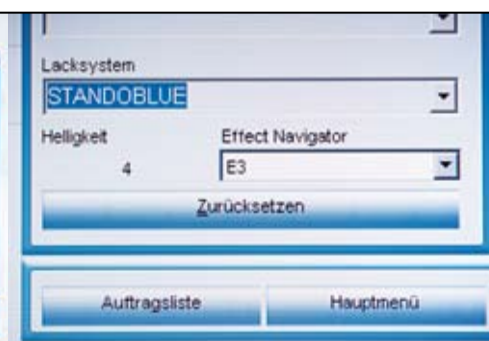 Lacksystem
STANDOBLUE
Helligkeit Effect Navigator
4 E3
Zurücksetzen
Auftragsliste Hauptmenü